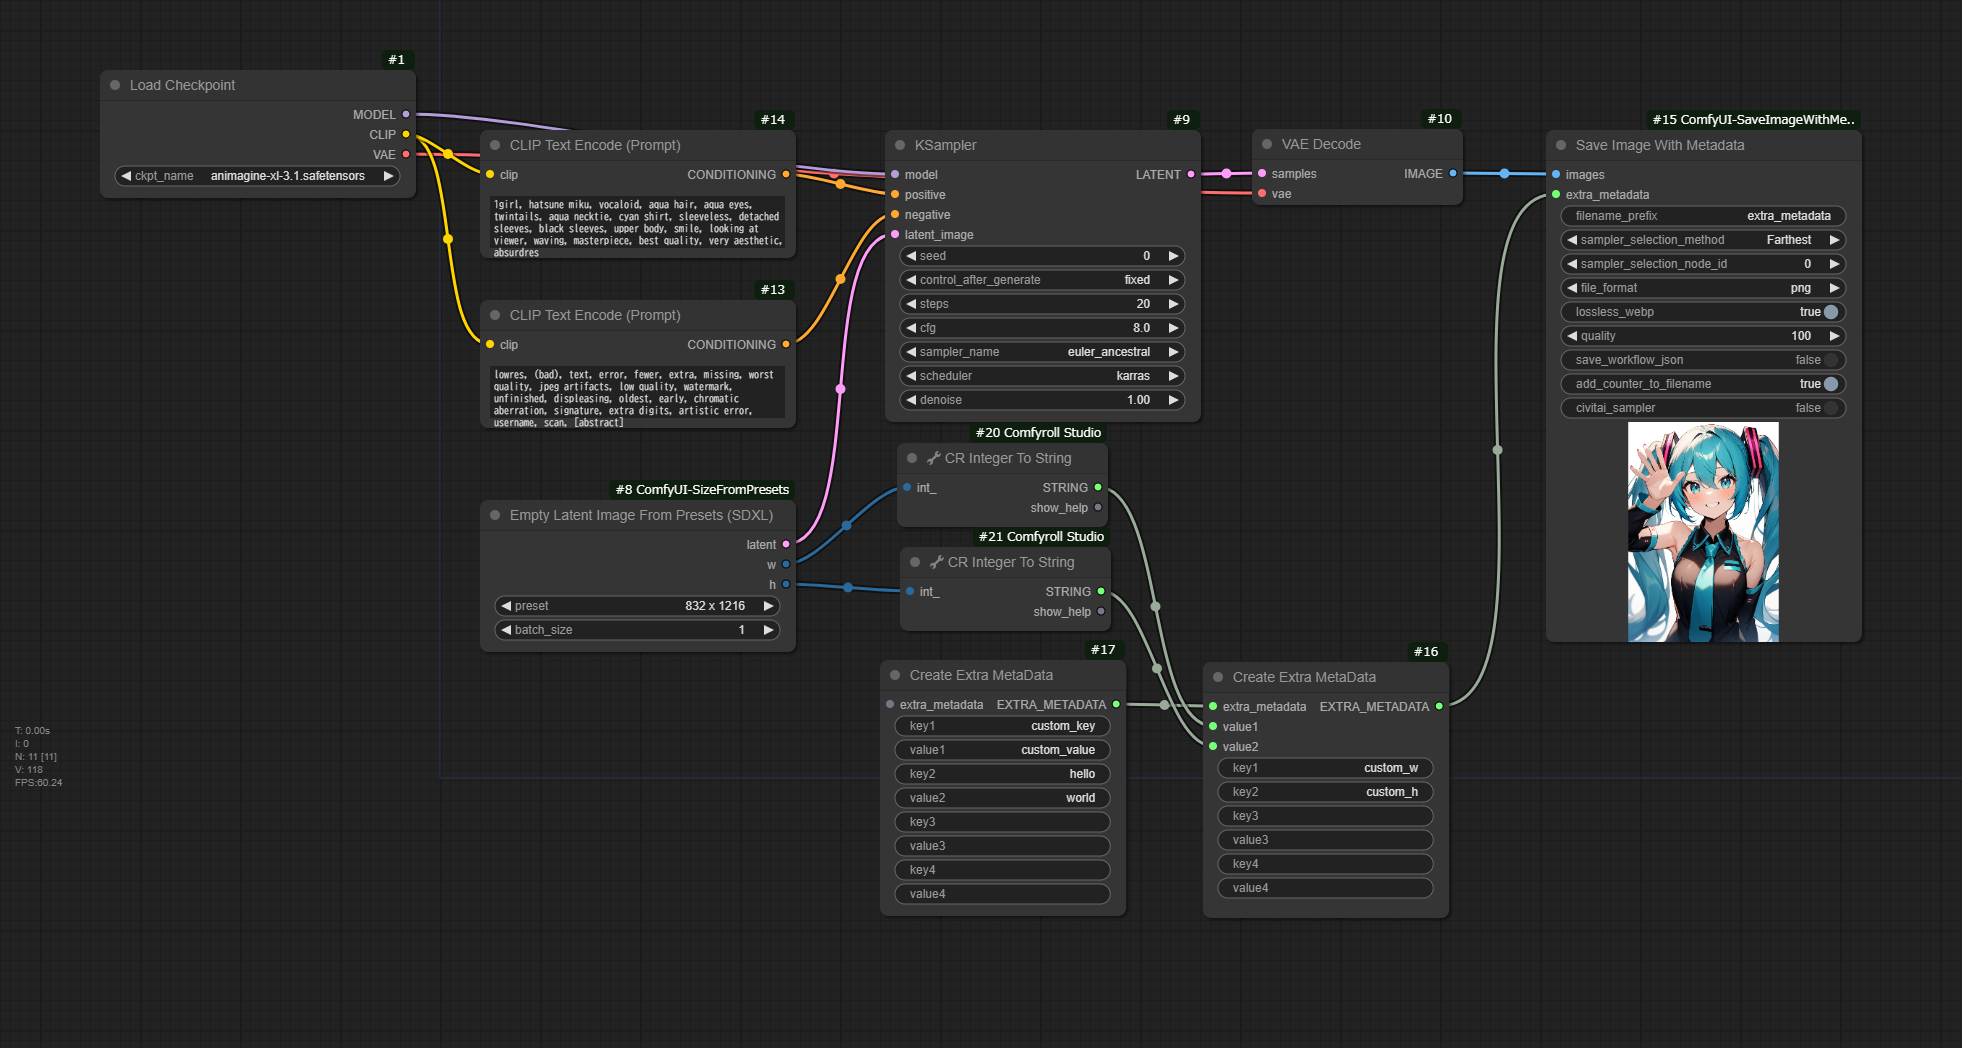 #1
Load Checkpoint
MODEL
CLIP
VAE
ckpt_name animagine-xl-3.1.safetensors
#14
CLIP Text Encode (Prompt)
clip CONDITIONING
1girl, hatsune miku, vocaloid, aqua hair, aqua eyes,
twintails, aqua necktie, cyan shirt, sleeveless, detached
sleeves, black sleeves, upper body, smile, looking at
viewer, waving, masterpiece, best quality, very aesthetic,
absurdres
#13
CLIP Text Encode (Prompt)
clip CONDITIONING
lowres, (bad), text, error, fewer, extra, missing, worst
quality, jpeg artifacts, low quality, watermark,
unfinished, displeasing, oldest, early, chromatic
aberration, signature, extra digits, artistic error,
username, scan, [abstract]
#8 ComfyUI-SizeFromPresets
Empty Latent Image From Presets (SDXL)
latent
w
h
preset 832 x 1216
batch_size 1
#9
KSampler
model LATENT
positive
negative
latent_image
seed 0
control_after_generate fixed
steps 20
cfg 8.0
sampler_name euler_ancestral
scheduler karras
denoise 1.00
#20 Comfyroll Studio
CR Integer To String
int_ STRING
show_help
#21 Comfyroll Studio
CR Integer To String
int_ STRING
show_help
#17
Create Extra MetaData
extra_metadata EXTRA_METADATA
key1 custom_key
value1 custom_value
key2 hello
value2 world
key3
value3
key4
value4
#10
VAE Decode
samples IMAGE
vae
#16
Create Extra MetaData
extra_metadata EXTRA_METADATA
value1
value2
key1 custom_w
key2 custom_h
key3
value3
key4
value4
#15 ComfyUI-SaveImageWithMe..
Save Image With Metadata
images
extra_metadata
filename_prefix extra_metadata
sampler_selection_method Farthest
sampler_selection_node_id 0
file_format png
lossless_webp true
quality 100
save_workflow_json false
add_counter_to_filename true
civitai_sampler false
T: 0.00s
I: 0
N: 11 [11]
V: 118
FPS:60.24